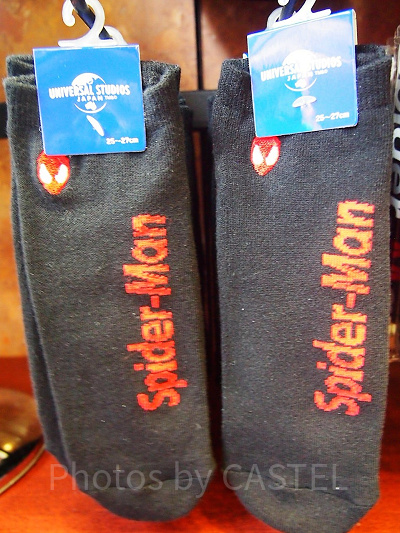 UNIVERSAL STUDIOS
JAPAN
25~27cm
Spider-Man
UNIVERSAL STUDIOS
JAPAN
25~27cm
Spider-Man
Photos by CASTEL